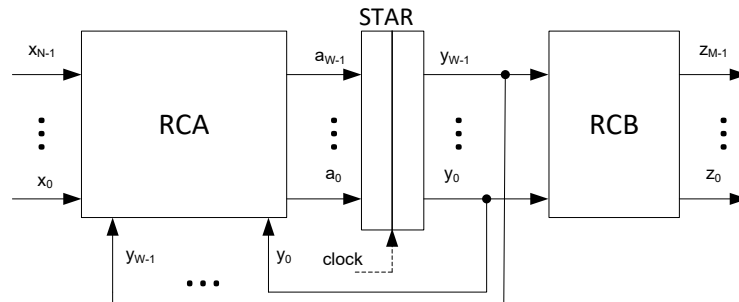 STAR
x_{N-1} a_{W-1} y_{W-1} z_{M-1}
RCA RCB
x_0 a_0 y_0 z_0
y_{W-1} y_0 clock